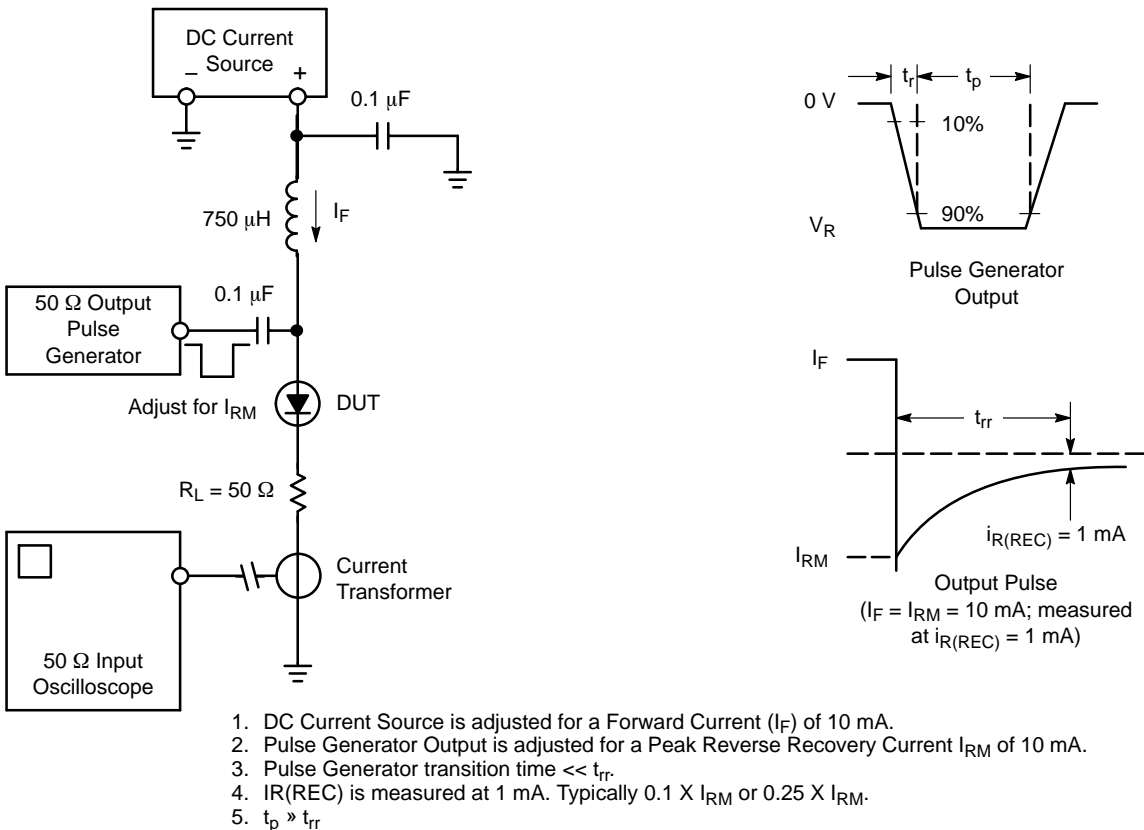 DC Current
Source
– +
0.1 μF
750 μH
I_F
0.1 μF
50 Ω Output
Pulse
Generator
Adjust for I_RM
DUT
R_L = 50 Ω
Current
Transformer
50 Ω Input
Oscilloscope
t_r t_p
0 V
10%
90%
V_R
Pulse Generator
Output
I_F
t_rr
i_R(REC) = 1 mA
I_RM
Output Pulse
(I_F = I_RM = 10 mA; measured
at i_R(REC) = 1 mA)
1. DC Current Source is adjusted for a Forward Current (I_F) of 10 mA.
2. Pulse Generator Output is adjusted for a Peak Reverse Recovery Current I_RM of 10 mA.
3. Pulse Generator transition time << t_rr.
4. IR(REC) is measured at 1 mA. Typically 0.1 X I_RM or 0.25 X I_RM.
5. t_p » t_rr